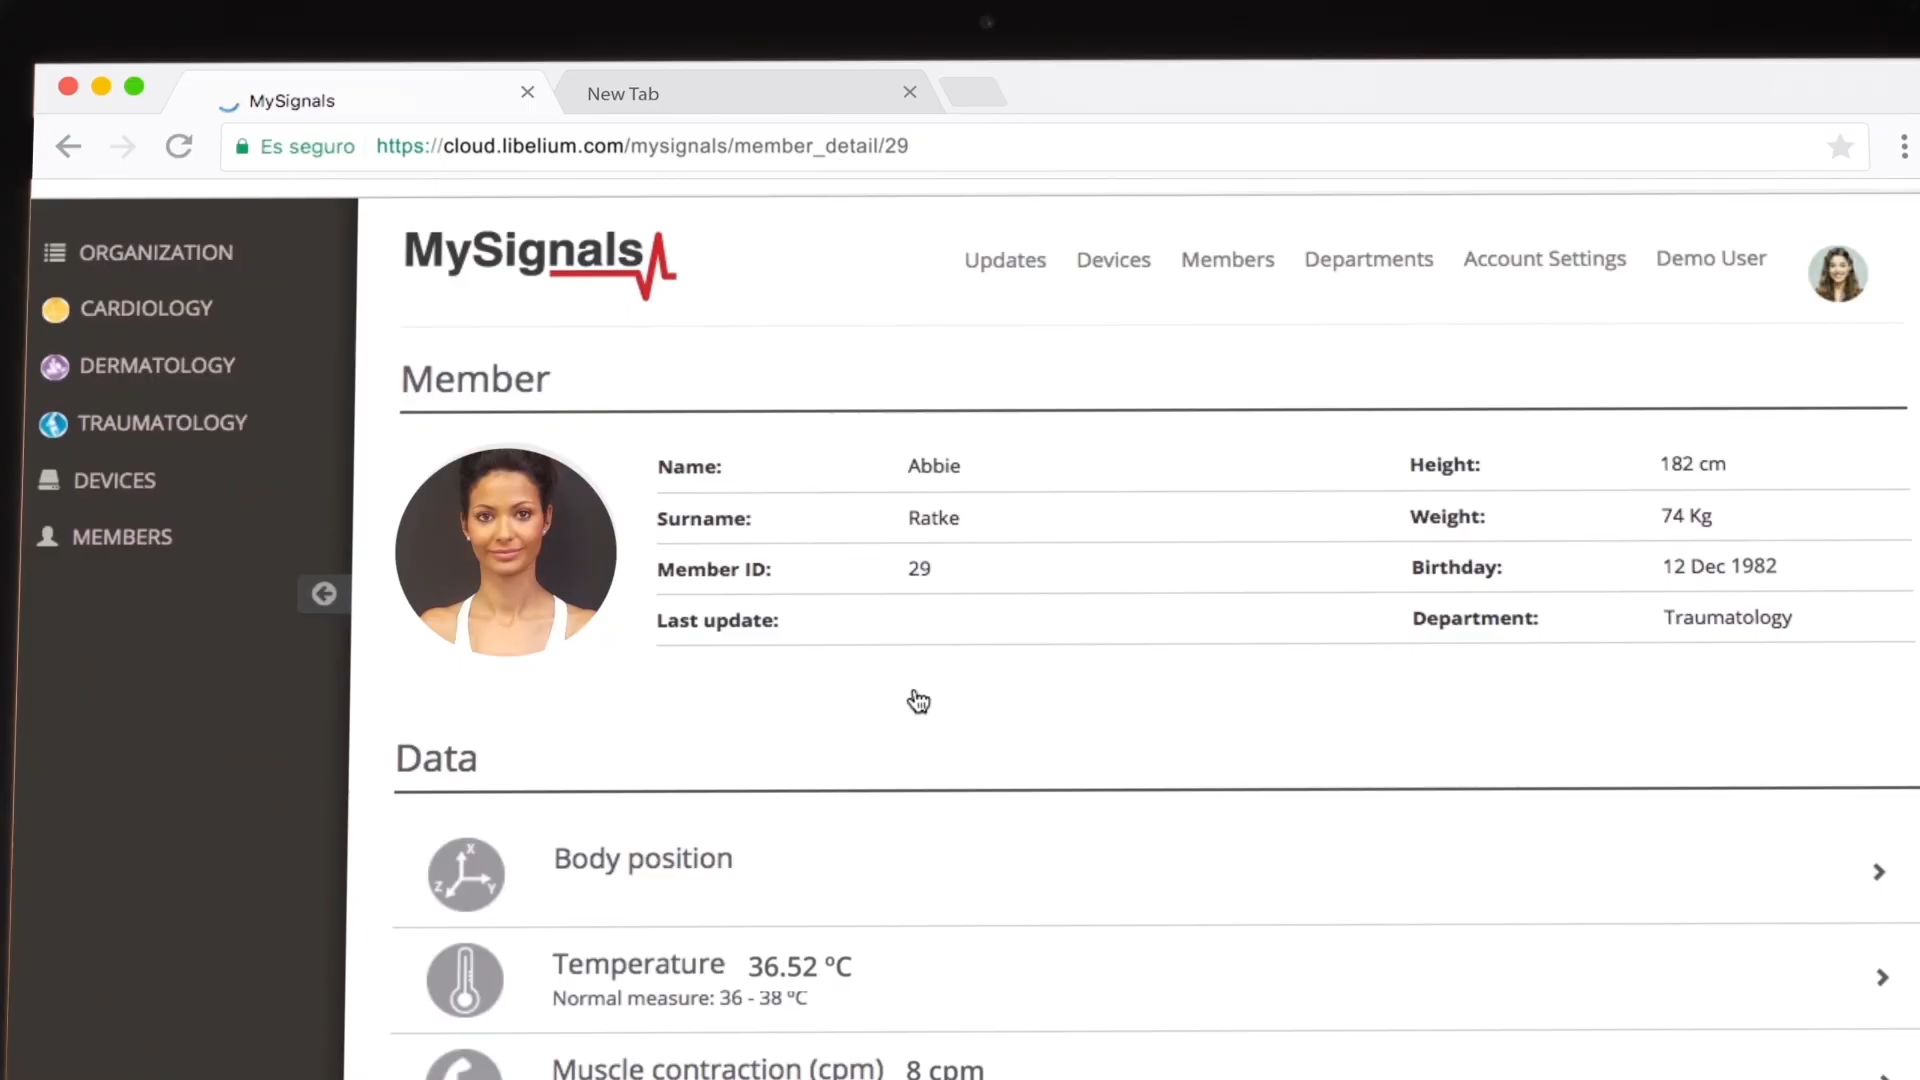 MySignals
New Tab
Es seguro https://cloud.libelium.com/mysignals/member_detail/29
ORGANIZATION
CARDIOLOGY
DERMATOLOGY
TRAUMATOLOGY
DEVICES
MEMBERS
MySignals
Updates Devices Members Departments Account Settings Demo User
Member
Name: Abbie Height: 182 cm
Surname: Ratke Weight: 74 Kg
Member ID: 29 Birthday: 12 Dec 1982
Last update: Department: Traumatology
Data
X
Z Y
Body position
Temperature 36.52 ºC
Normal measure: 36 - 38 ºC
Muscle contraction (cpm) 8 cpm